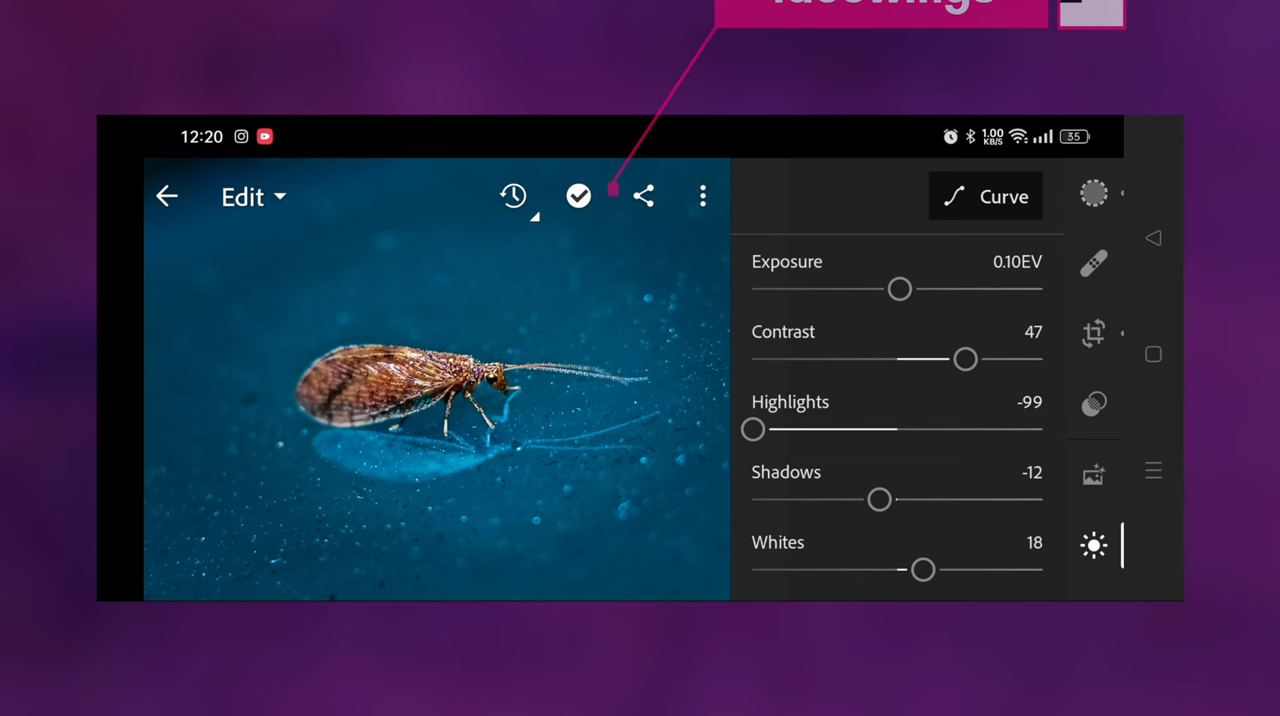 12:20
1.00
KB/S
35
Edit
Curve
Exposure 0.10EV
Contrast 47
Highlights -99
Shadows -12
Whites 18